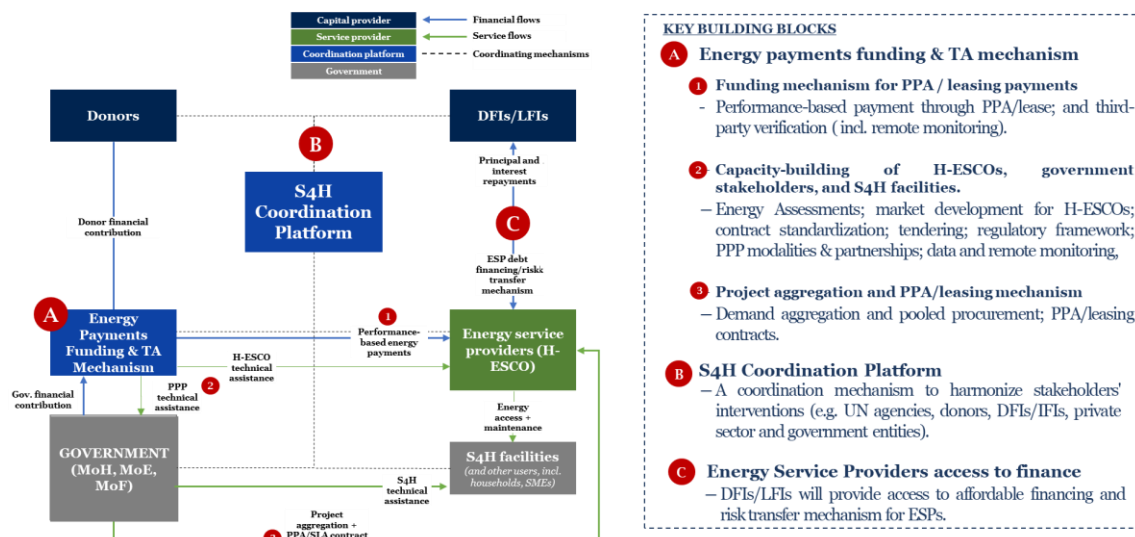 Capital provider
Service provider
Coordination platform
Government
Financial flows
Service flows
Coordinating mechanisms
Donors
DFIs/LFIs
B
S4H
Coordination
Platform
Principal and
interest
repayments
C
ESP debt
financing/risk
transfer
mechanism
Donor financial
contribution
A
Energy
Payments
Funding & TA
Mechanism
1
Performance-
based energy
payments
Energy service
providers (H-
ESCO)
H-ESCO
technical
assistance
2
PPP
technical
assistance
Gov. financial
contribution
Energy
access +
maintenance
GOVERNMENT
(MoH, MoE,
MoF)
S4H facilities
(and other users, incl.
households, SMEs)
S4H
technical
assistance
Project
aggregation +
PPA/SLA contract
KEY BUILDING BLOCKS
A Energy payments funding & TA mechanism
1 Funding mechanism for PPA / leasing payments
- Performance-based payment through PPA/lease; and third-
party verification ( incl. remote monitoring).
2 Capacity-building of H-ESCOs, government
stakeholders, and S4H facilities.
– Energy Assessments; market development for H-ESCOs;
contract standardization; tendering; regulatory framework;
PPP modalities & partnerships; data and remote monitoring,
3 Project aggregation and PPA/leasing mechanism
– Demand aggregation and pooled procurement; PPA/leasing
contracts.
B S4H Coordination Platform
– A coordination mechanism to harmonize stakeholders'
interventions (e.g. UN agencies, donors, DFIs/IFIs, private
sector and government entities).
C Energy Service Providers access to finance
– DFIs/LFIs will provide access to affordable financing and
risk transfer mechanism for ESPs.